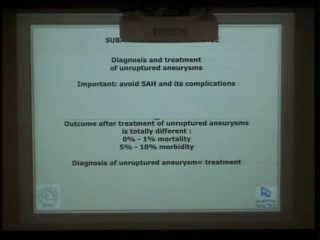 EPSON
Diagnosis and treatment
of unruptured aneurysms
Important: avoid SAH and its complications
Outcome after treatment of unruptured aneurysms
is totally different :
0% - 1% mortality
5% - 10% morbidity
Diagnosis of unruptured aneurysm= treatment